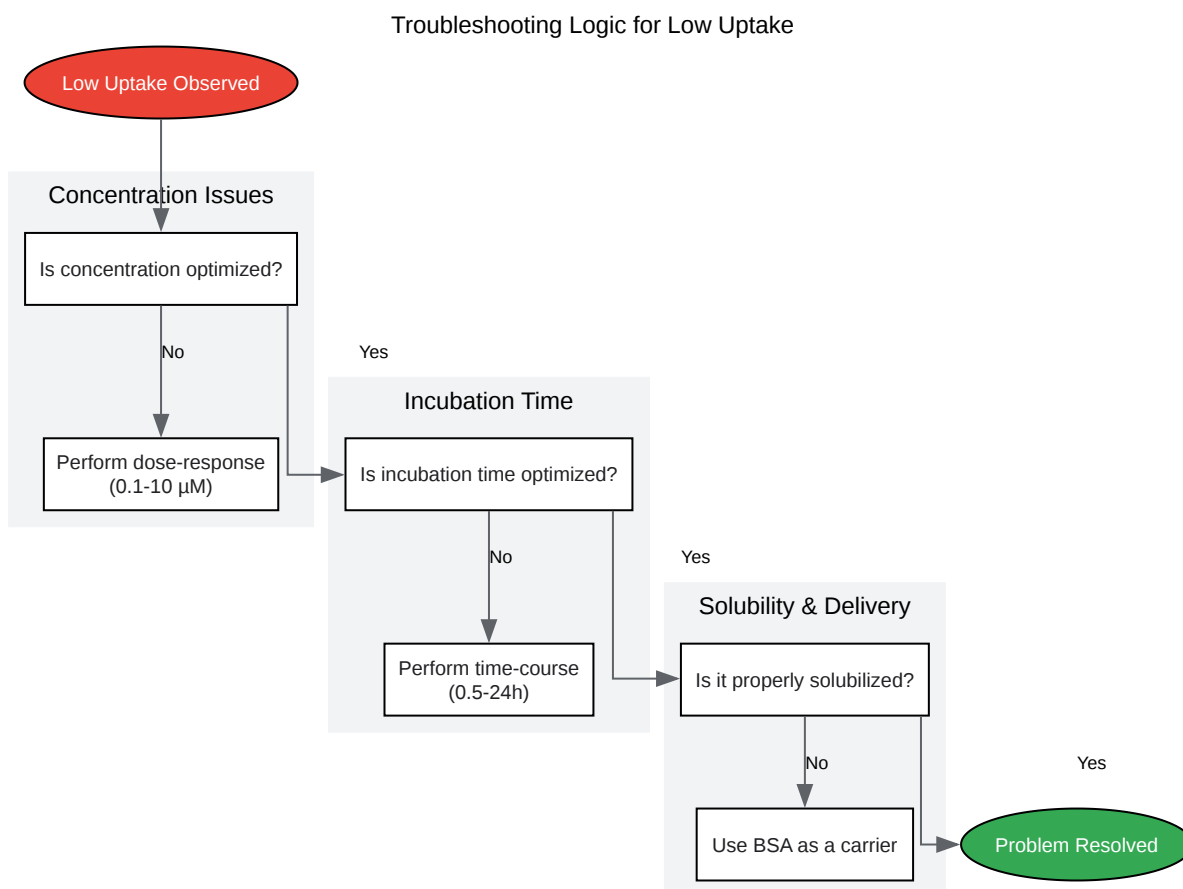 Troubleshooting Logic for Low Uptake
Low Uptake Observed
Concentration Issues
Is concentration optimized?
No
Yes
Perform dose-response
(0.1-10 µM)
Incubation Time
Is incubation time optimized?
No
Yes
Perform time-course
(0.5-24h)
Solubility & Delivery
Is it properly solubilized?
No
Yes
Use BSA as a carrier
Problem Resolved